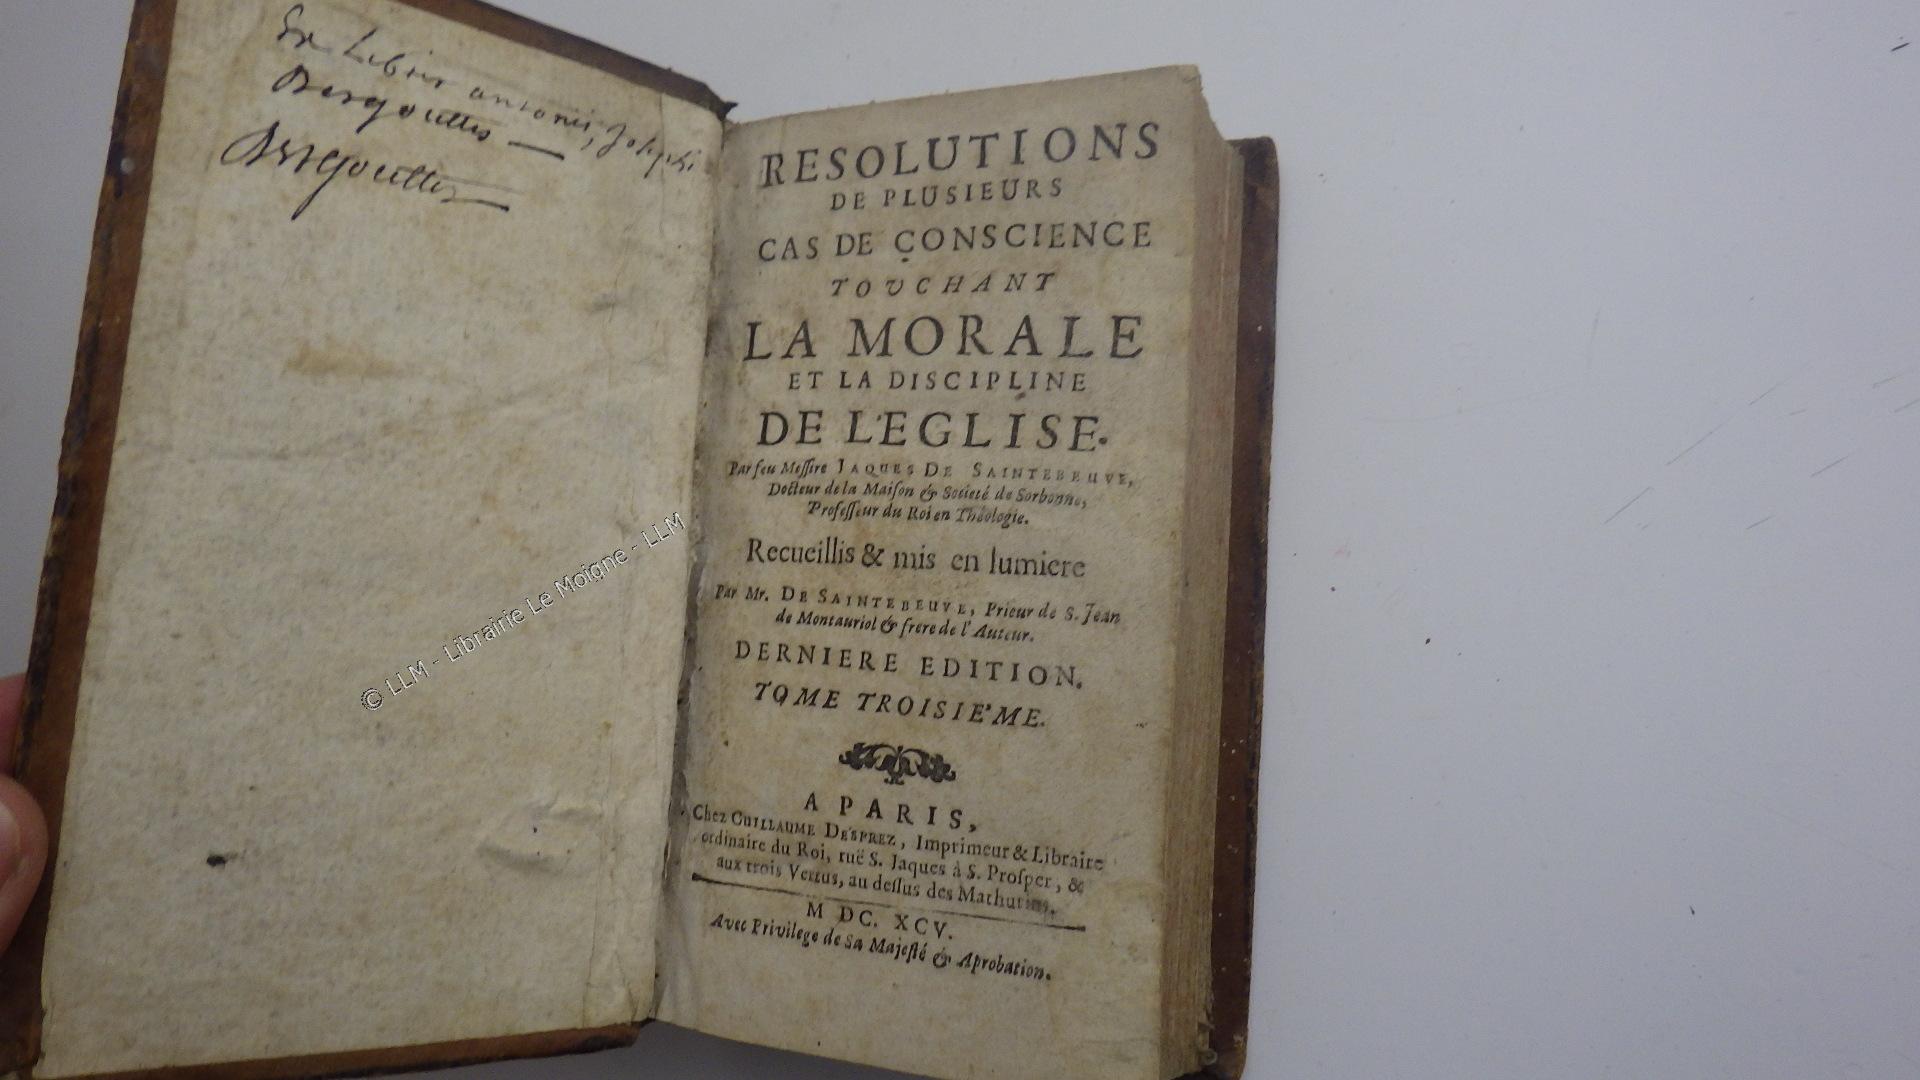 Ex Libris antonii, Josephi
RESOLUTIONS
DE PLUSIEURS
CAS DE CONSCIENCE
TOUCHANT
LA MORALE
ET LA DISCIPLINE
DE L'EGLISE.
Par feu Messire JAQUES DE SAINTEBEUVE,
Docteur de la Maison & Societé de Sorbonne,
Professeur du Roi en Théologie.
Recueillis & mis en lumiere
Par Mr. DE SAINTEBEUVE, Prieur de S. Jean
de Montauriol & frere de l'Auteur.
DERNIERE EDITION.
TOME TROISIE'ME.
A PARIS,
Chez GUILLAUME DESPREZ, Imprimeur & Libraire
ordinaire du Roi, ruë S. Jaques à S. Prosper, &
aux trois Vertus, au dessus des Mathurins.
M DC. XCV.
Avec Privilege de Sa Majesté & Aprobation.
© LLM - Librairie Le Moigne - LLM